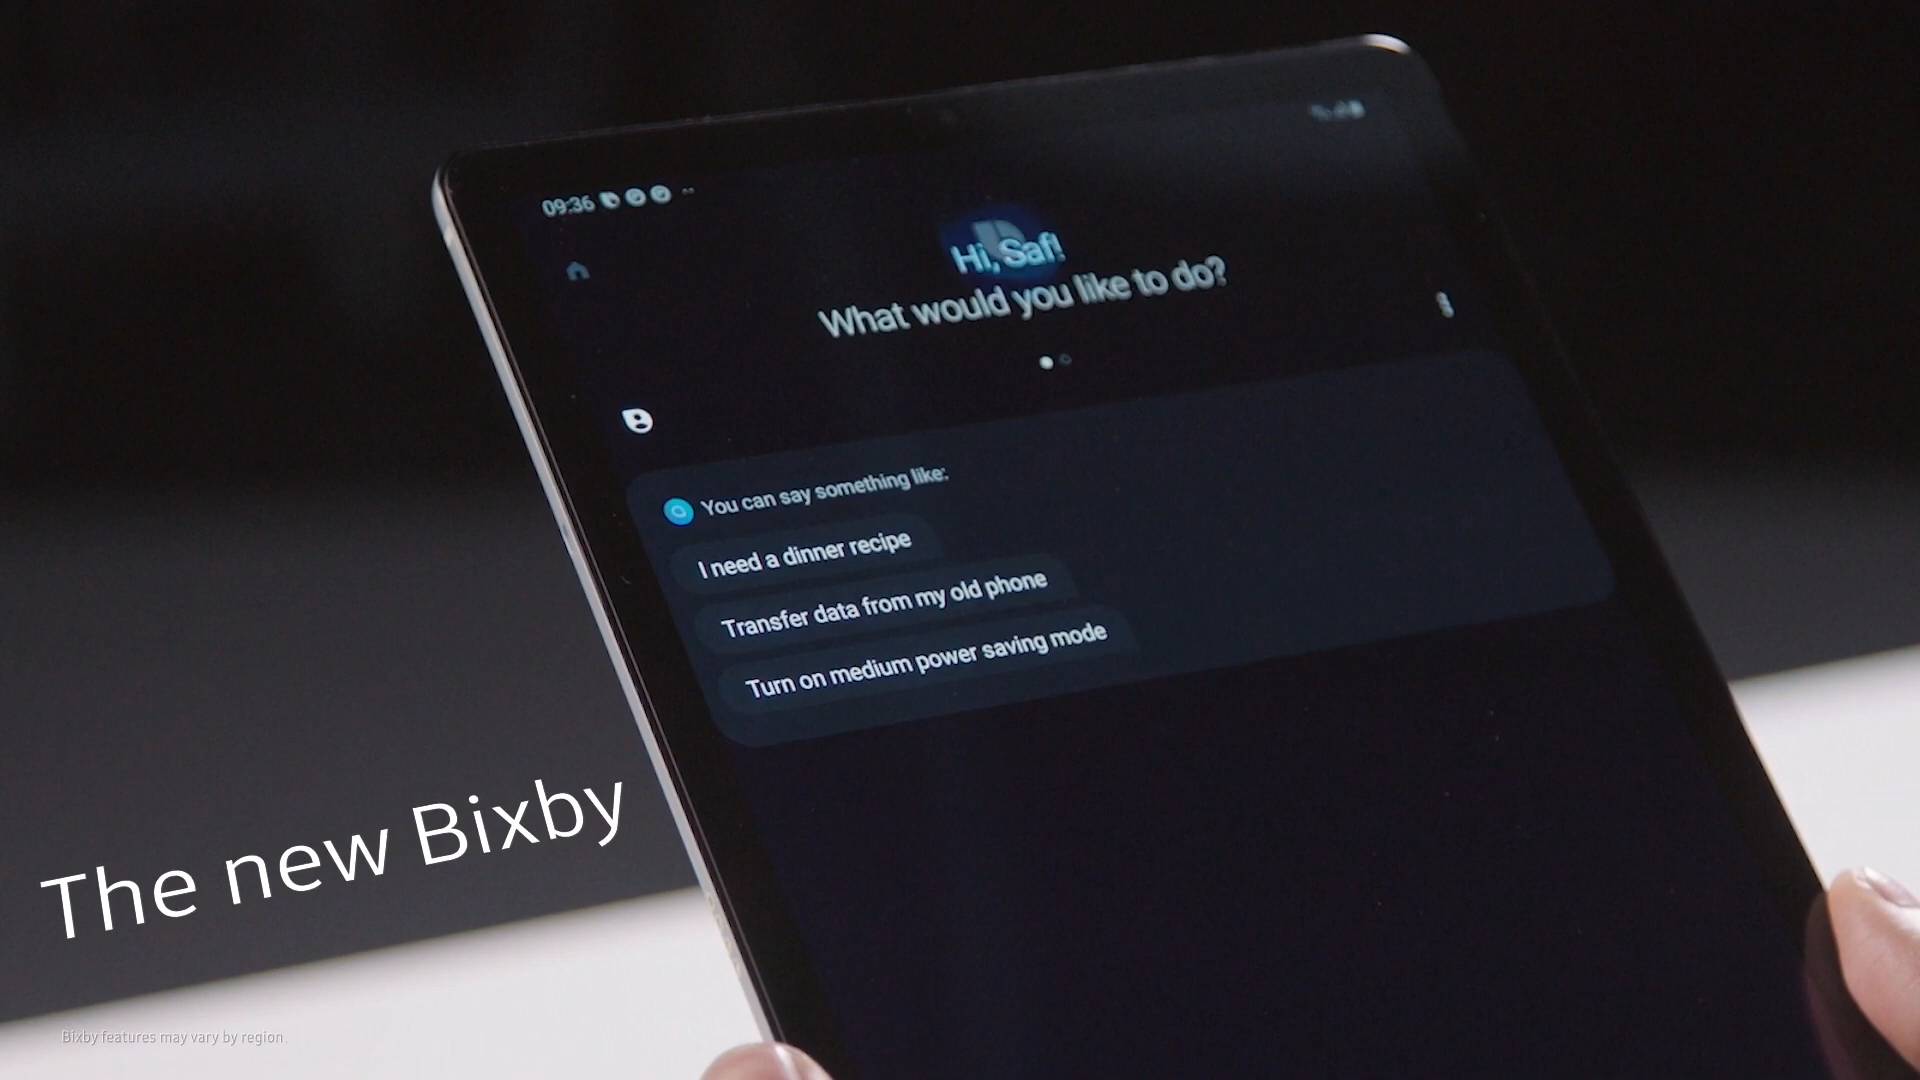 09:36
Hi, Saf!
What would you like to do?
You can say something like:
I need a dinner recipe
Transfer data from my old phone
Turn on medium power saving mode
The new Bixby
Bixby features may vary by region.